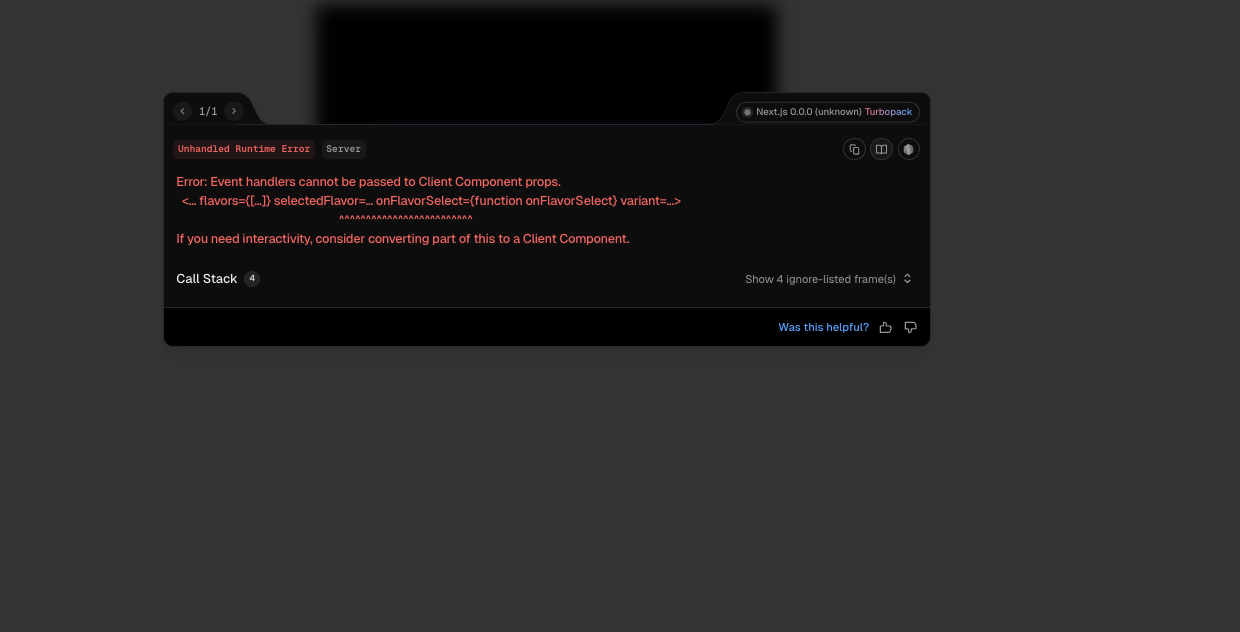 1/1
Next.js 0.0.0 (unknown) Turbopack
Unhandled Runtime Error Server
Error: Event handlers cannot be passed to Client Component props.
<... flavors={[...]} selectedFlavor=... onFlavorSelect={function onFlavorSelect} variant=...>
^^^^^^^^^^^^^^^^^^^^^^^^^
If you need interactivity, consider converting part of this to a Client Component.
Call Stack 4
Show 4 ignore-listed frame(s)
Was this helpful?